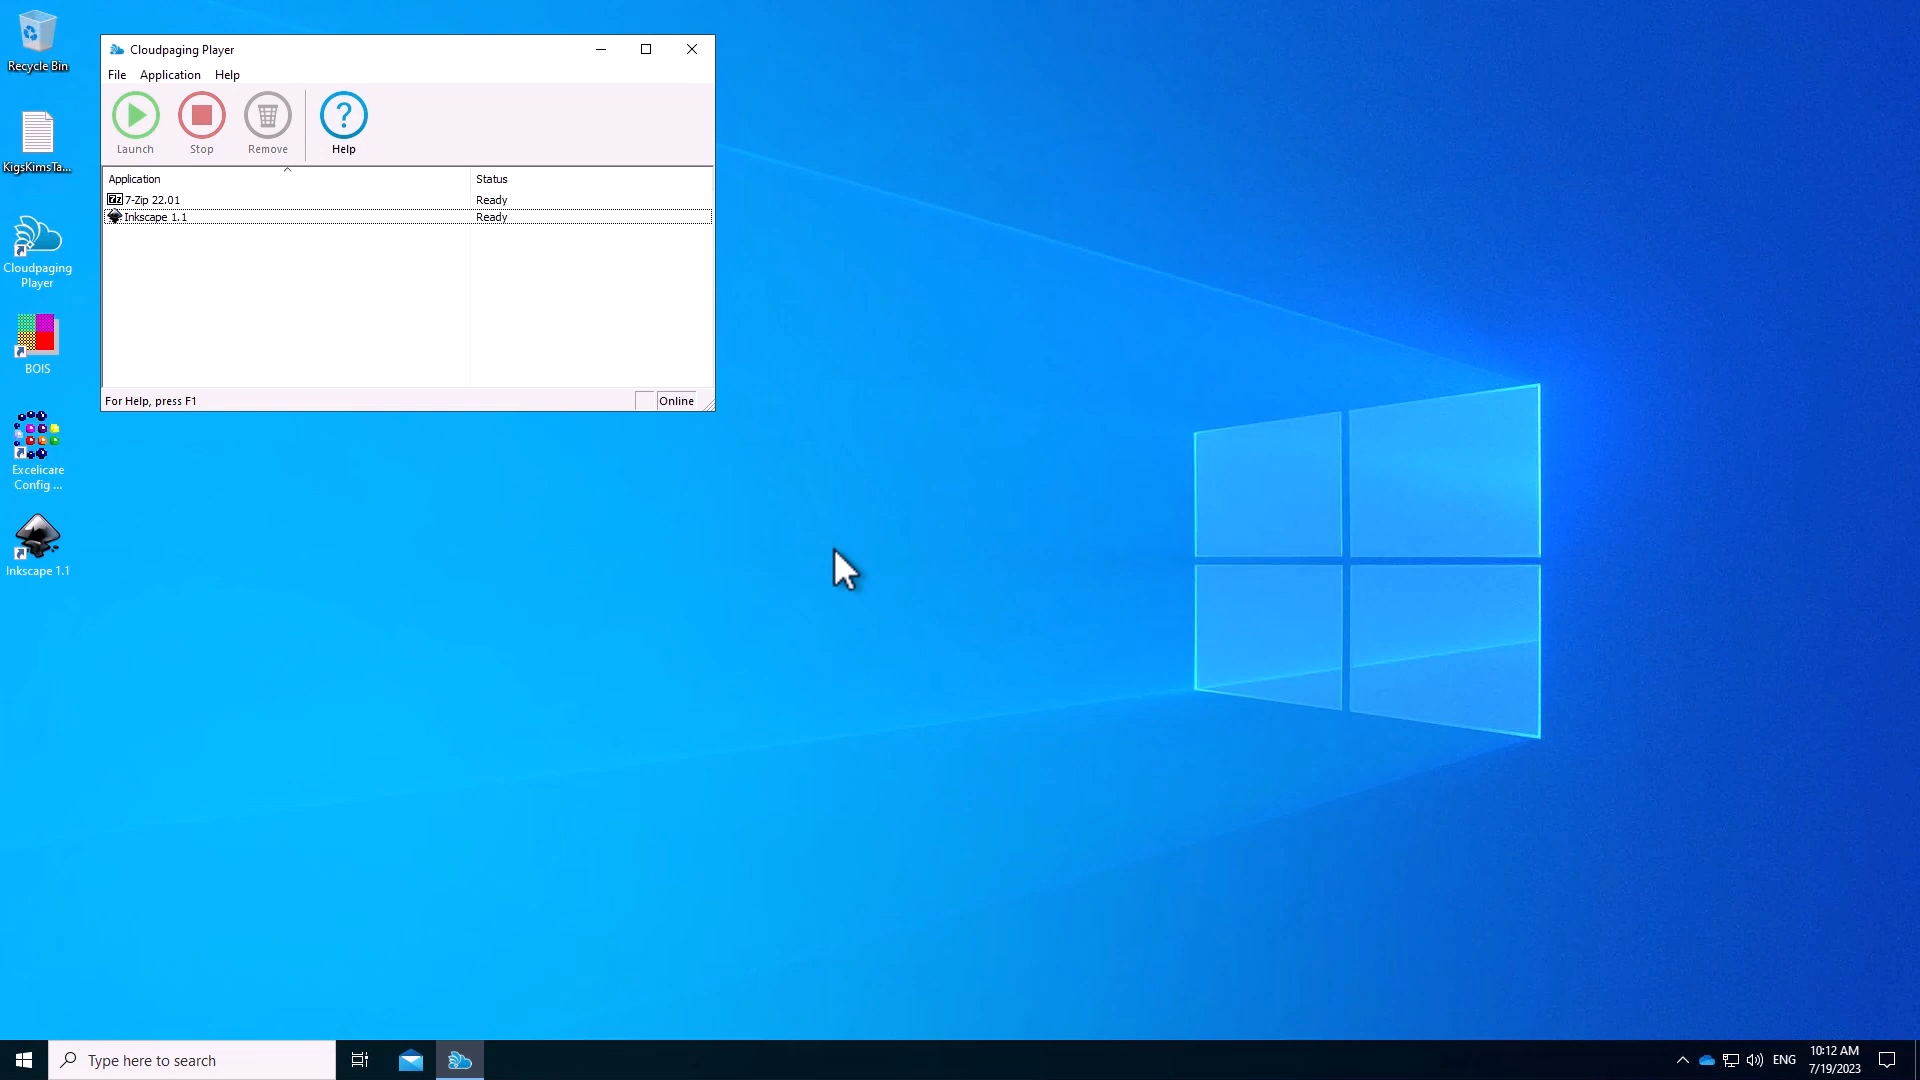 Recycle Bin
KigsKimsTa...
Cloudpaging
Player
BOIS
Excelicare
Config ...
Inkscape 1.1
Cloudpaging Player
File Application Help
Launch Stop Remove Help
Application Status
7-Zip 22.01 Ready
Inkscape 1.1 Ready
For Help, press F1 Online
Type here to search
ENG
10:12 AM
7/19/2023